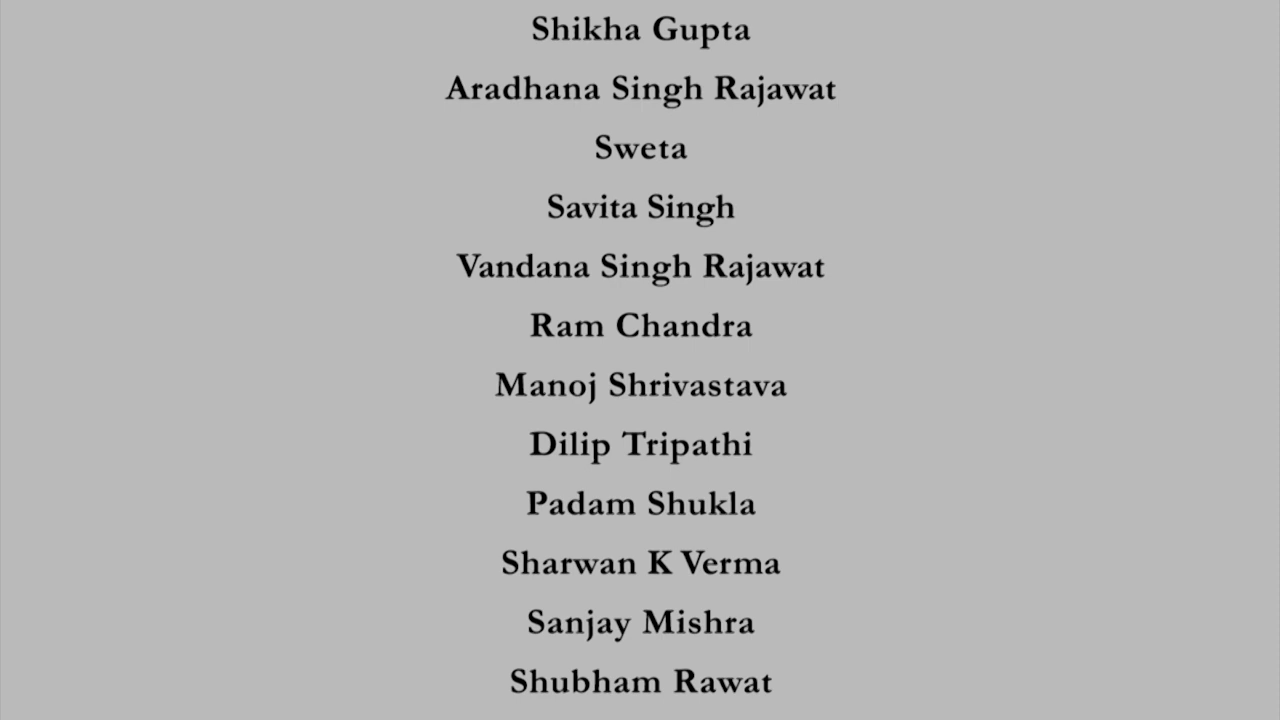 Shikha Gupta
Aradhana Singh Rajawat
Sweta
Savita Singh
Vandana Singh Rajawat
Ram Chandra
Manoj Shrivastava
Dilip Tripathi
Padam Shukla
Sharwan K Verma
Sanjay Mishra
Shubham Rawat